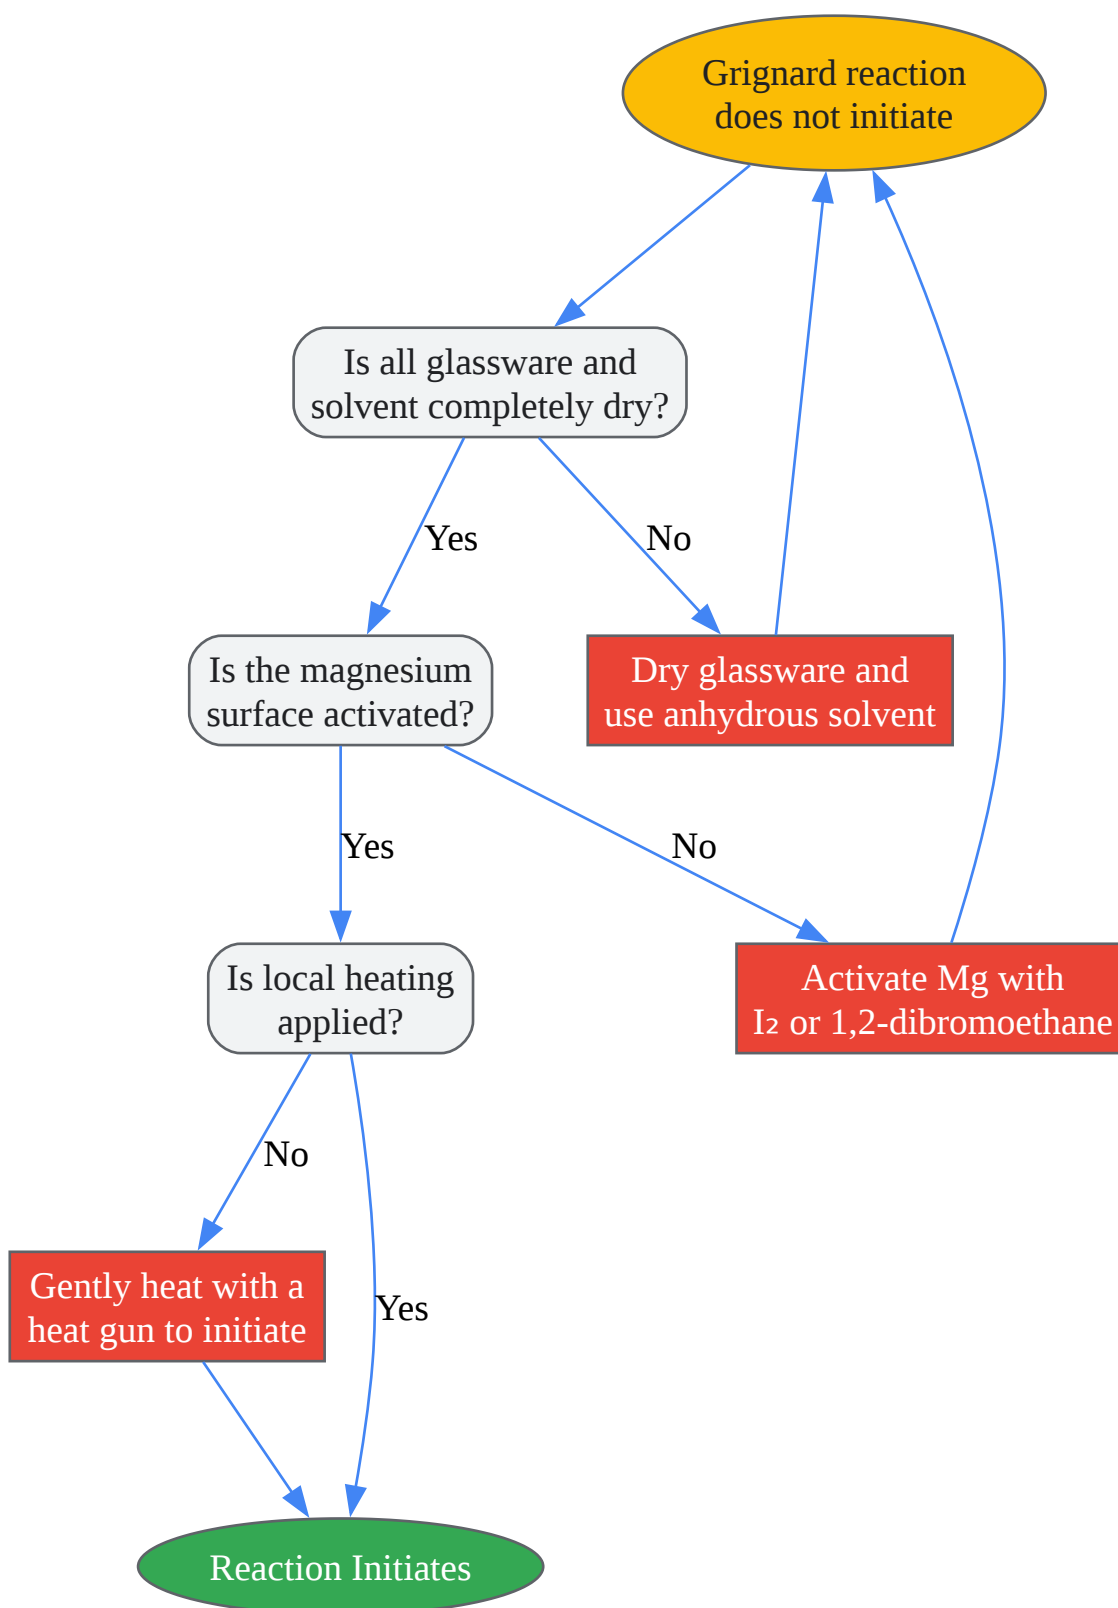 Grignard reaction
does not initiate
Is all glassware and
solvent completely dry?
Yes
No
Is the magnesium
surface activated?
Dry glassware and
use anhydrous solvent
Yes
No
Is local heating
applied?
Activate Mg with
I₂ or 1,2-dibromoethane
No
Gently heat with a
heat gun to initiate
Yes
Reaction Initiates